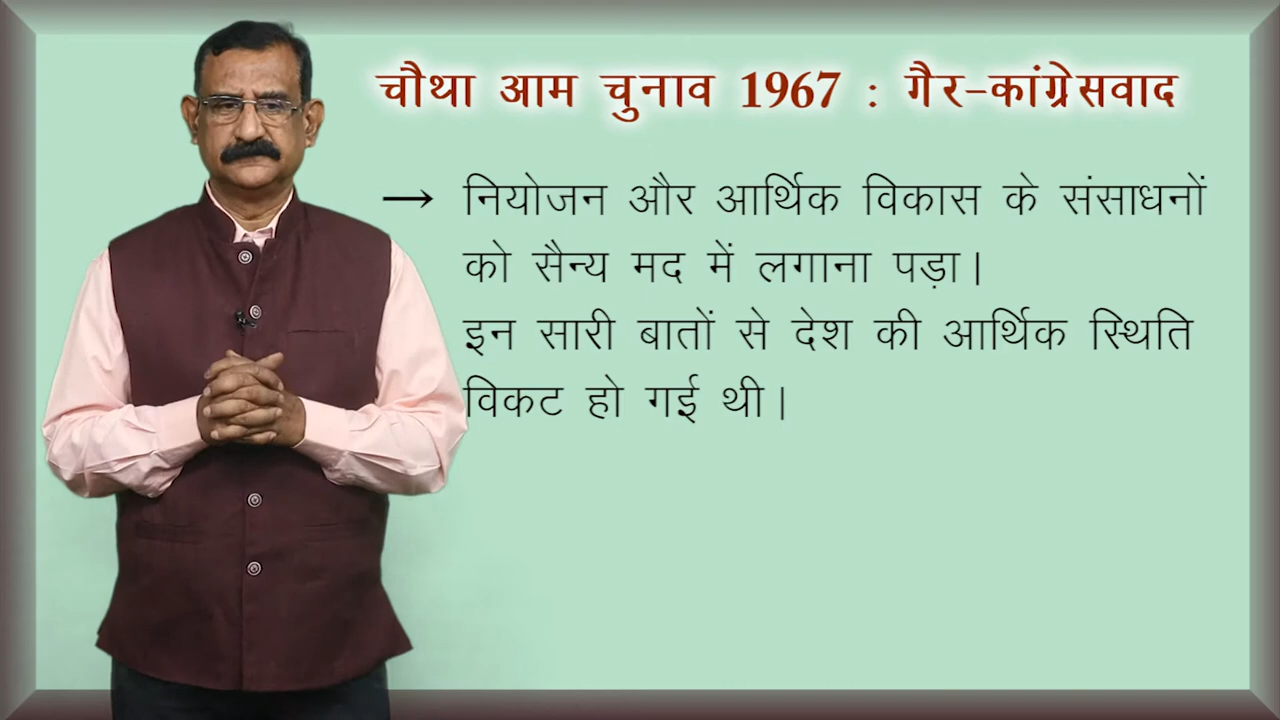 चौथा आम चुनाव 1967 : गैर-कांग्रेसवाद
→ नियोजन और आर्थिक विकास के संसाधनों
को सैन्य मद में लगाना पड़ा।
इन सारी बातों से देश की आर्थिक स्थिति
विकट हो गई थी।